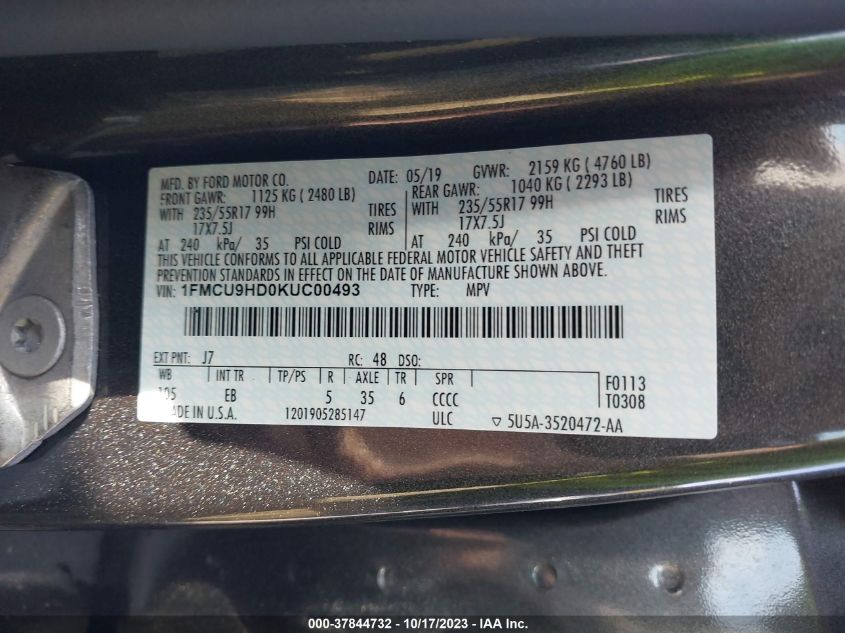 MFD. BY FORD MOTOR CO. DATE: 05/19 GVWR: 2159 KG ( 4760 LB)
FRONT GAWR: 1125 KG ( 2480 LB) REAR GAWR: 1040 KG ( 2293 LB)
WITH 235/55R17 99H TIRES WITH 235/55R17 99H TIRES
17X7.5J RIMS 17X7.5J RIMS
AT 240 kPa/ 35 PSI COLD AT 240 kPa/ 35 PSI COLD
THIS VEHICLE CONFORMS TO ALL APPLICABLE FEDERAL MOTOR VEHICLE SAFETY AND THEFT
PREVENTION STANDARDS IN EFFECT ON THE DATE OF MANUFACTURE SHOWN ABOVE.
VIN: 1FMCU9HD0KUC00493 TYPE: MPV
EXT PNT: J7 RC: 48 DSO:
WB INT TR TP/PS R AXLE TR SPR F0113
105 EB 5 35 6 CCCC T0308
MADE IN U.S.A. 1201905285147 ULC ▽ 5U5A-3520472-AA
000-37844732 - 10/17/2023 - IAA Inc.